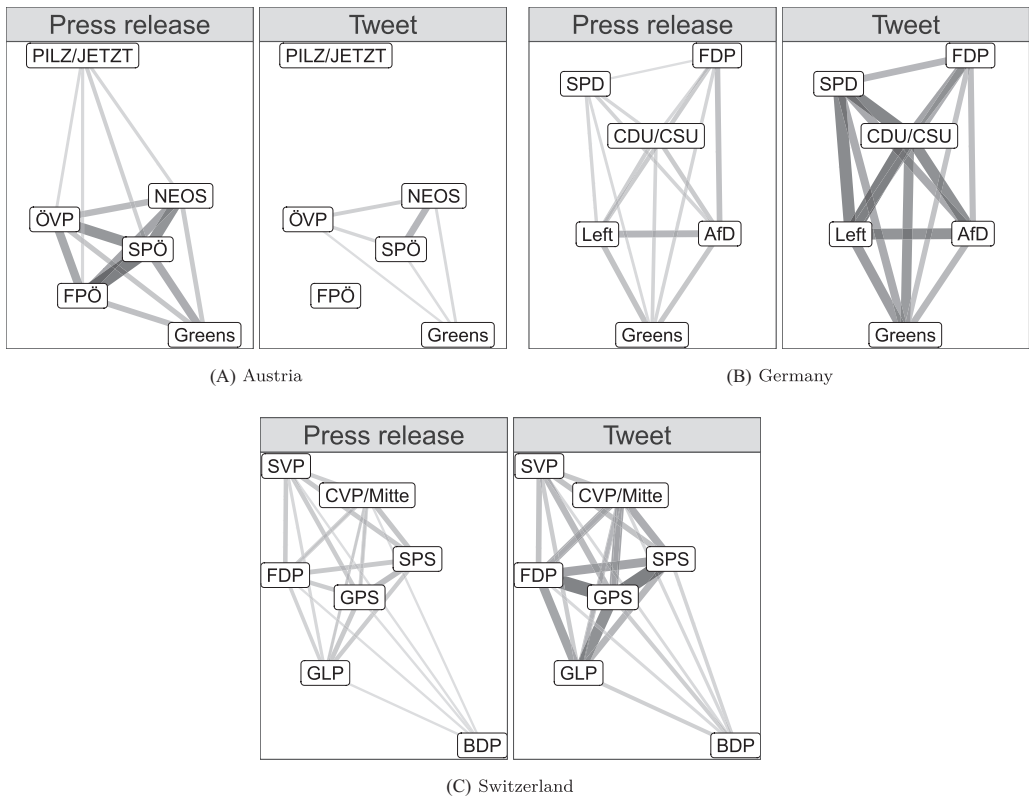 Press release
Tweet
PILZ/JETZT
NEOS
ÖVP
SPÖ
FPÖ
Greens
PILZ/JETZT
NEOS
ÖVP
SPÖ
FPÖ
Greens
(A) Austria
Press release
Tweet
FDP
SPD
CDU/CSU
Left
AfD
Greens
FDP
SPD
CDU/CSU
Left
AfD
Greens
(B) Germany
Press release
Tweet
SVP
CVP/Mitte
SPS
FDP
GPS
GLP
BDP
SVP
CVP/Mitte
SPS
FDP
GPS
GLP
BDP
(C) Switzerland